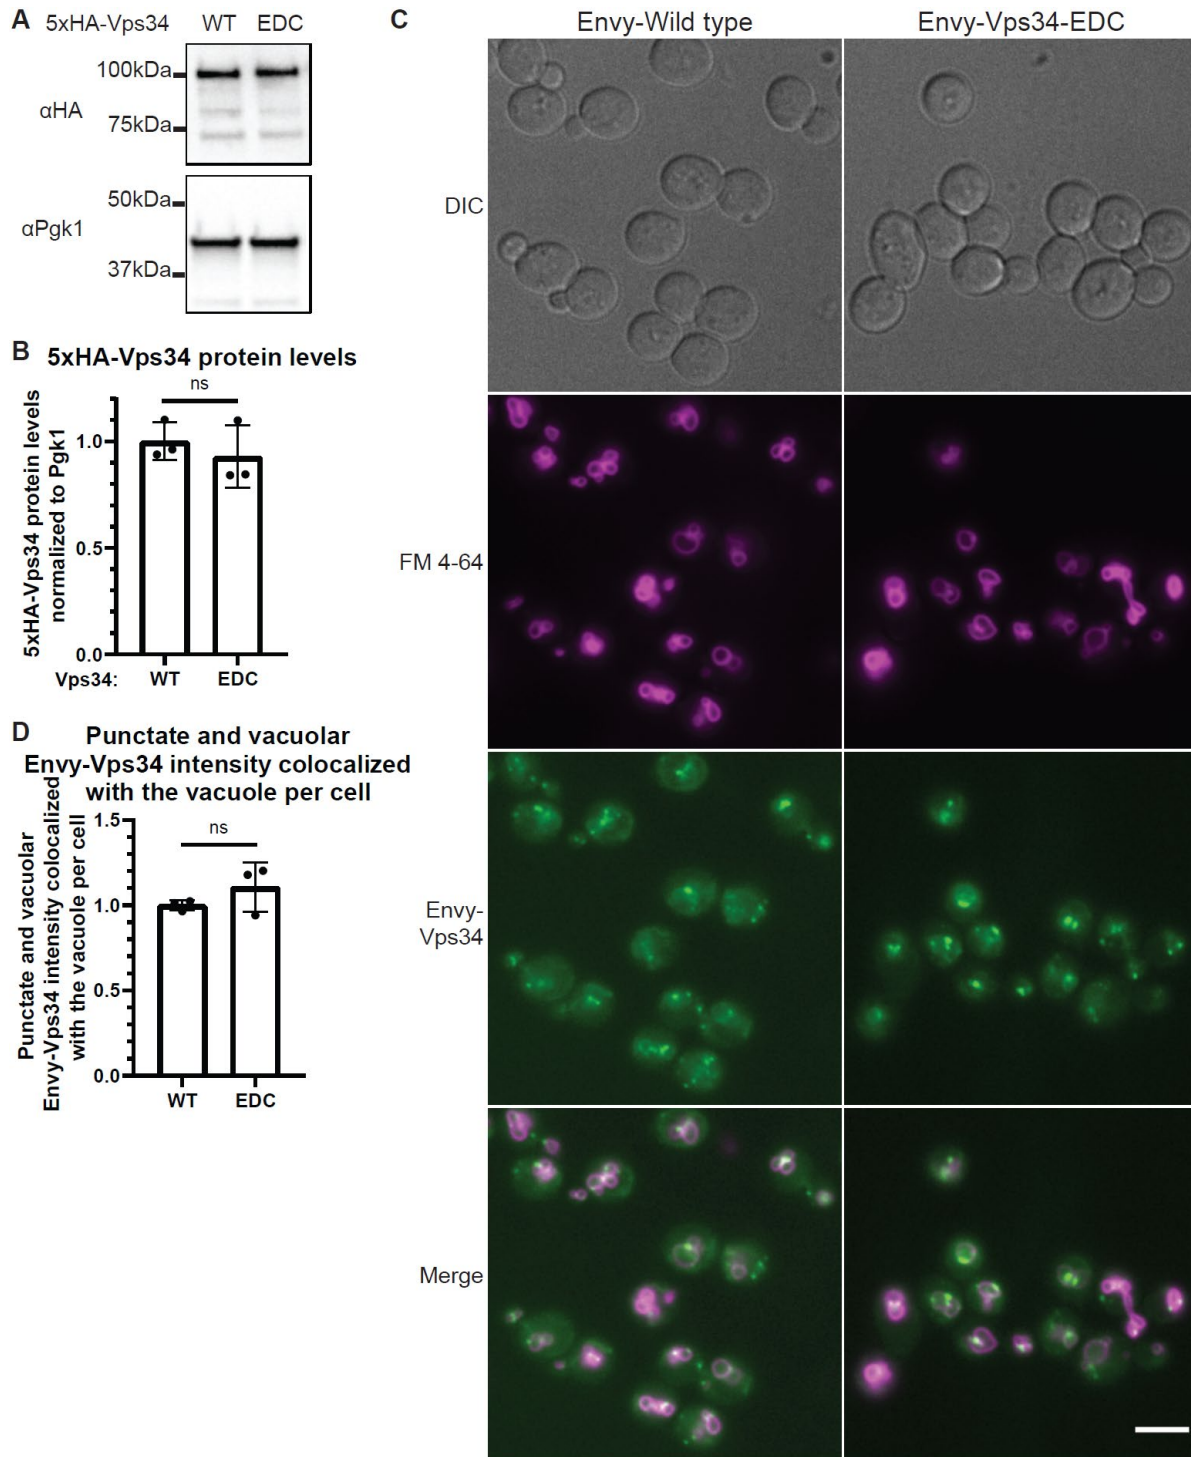 A
5xHA-Vps34 WT EDC
100kDa
αHA
75kDa
50kDa
αPgk1
37kDa
B
5xHA-Vps34 protein levels
ns
5xHA-Vps34 protein levels
normalized to Pgk1
1.0
0.5
0.0
Vps34: WT EDC
D
Punctate and vacuolar
Envy-Vps34 intensity colocalized
with the vacuole per cell
ns
Punctate and vacuolar
Envy-Vps34 intensity colocalized
with the vacuole per cell
1.5
1.0
0.5
0.0
WT EDC
C
Envy-Wild type Envy-Vps34-EDC
DIC
FM 4-64
Envy-
Vps34
Merge